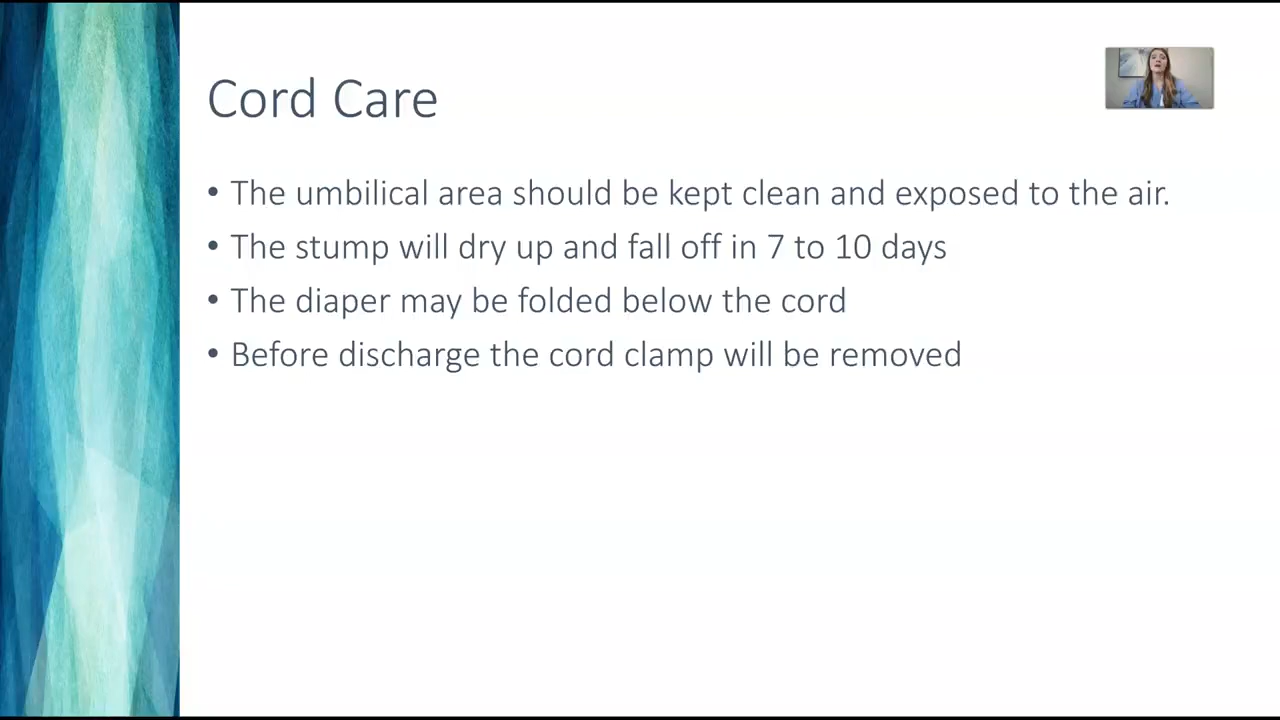 Cord Care
• The umbilical area should be kept clean and exposed to the air.
• The stump will dry up and fall off in 7 to 10 days
• The diaper may be folded below the cord
• Before discharge the cord clamp will be removed